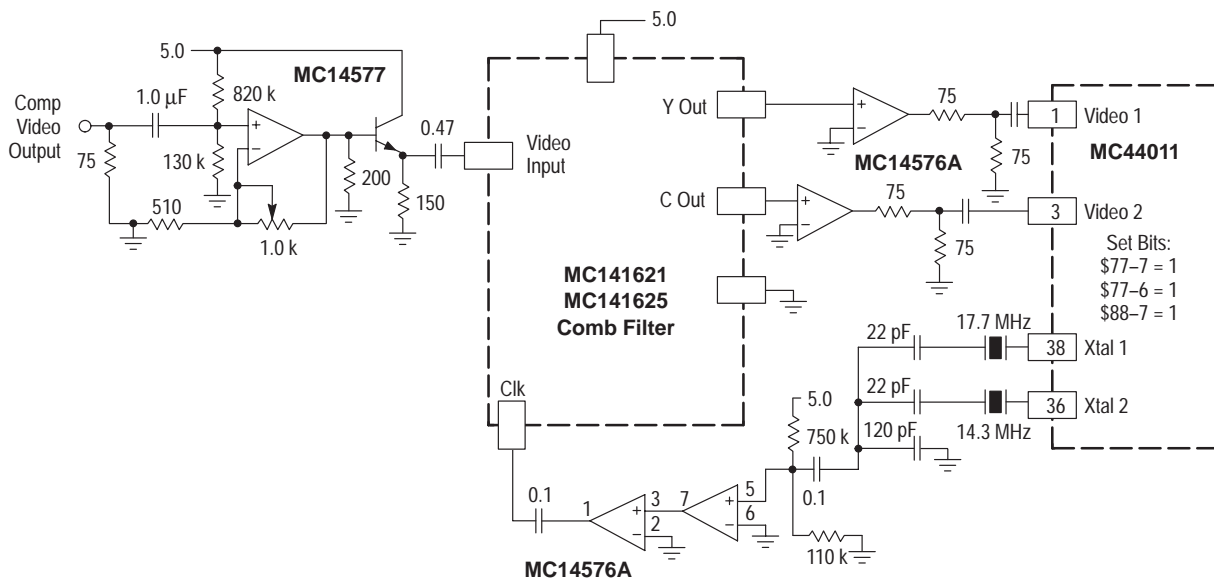 5.0
5.0
MC14577
Comp
Video
Output
1.0 µF
820 k
+
–
75
130 k
510
1.0 k
200
150
0.47
Video
Input
Y Out
C Out
MC141621
MC141625
Comb Filter
Clk
+
–
75
75
MC14576A
+
–
75
75
1
Video 1
MC44011
3
Video 2
Set Bits:
$77–7 = 1
$77–6 = 1
$88–7 = 1
22 pF
17.7 MHz
38
Xtal 1
22 pF
36
Xtal 2
14.3 MHz
120 pF
5.0
750 k
0.1
110 k
0.1
1
3
+
2
–
7
5
+
6
–
MC14576A